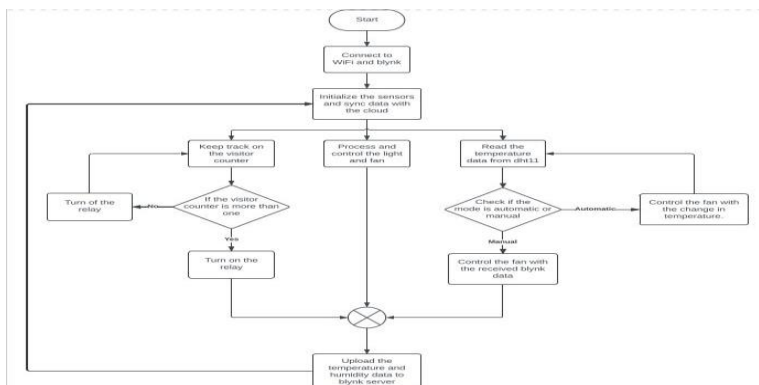 Start
Connect to
WiFi and blynk
Initialize the sensors
and sync data with
the cloud
Keep track on
the visitor
counter
Process and
control the light
and fan
Read the
temperature
data from dht11
Turn of the
relay
No
If the visitor
counter is more than
one
Check if the
mode is automatic or
manual
Automatic
Control the fan with
the change in
temperature.
Yes
Manual
Turn on the
relay
Control the fan with
the received blynk
data
Upload the
temperature and
humidity data to
blynk server